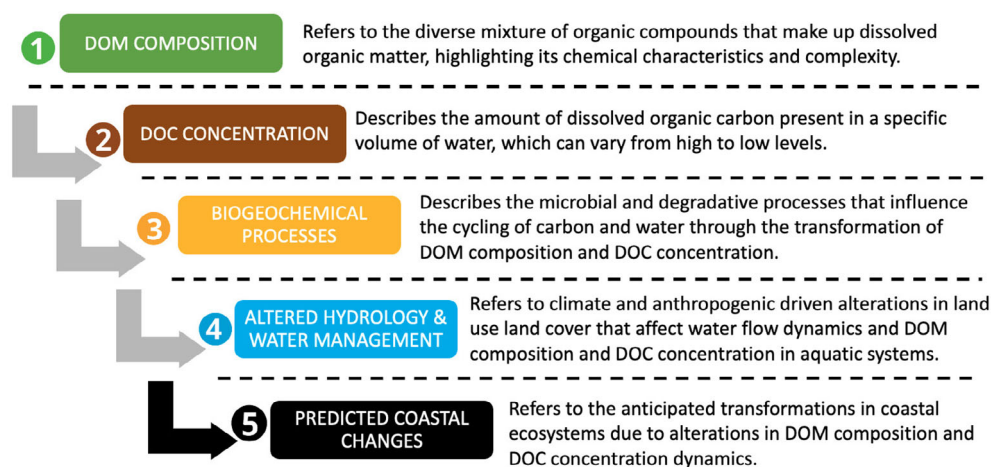 1
DOM COMPOSITION
Refers to the diverse mixture of organic compounds that make up dissolved
organic matter, highlighting its chemical characteristics and complexity.
2
DOC CONCENTRATION
Describes the amount of dissolved organic carbon present in a specific
volume of water, which can vary from high to low levels.
3
BIOGEOCHEMICAL
PROCESSES
Describes the microbial and degradative processes that influence
the cycling of carbon and water through the transformation of
DOM composition and DOC concentration.
4
ALTERED HYDROLOGY &
WATER MANAGEMENT
Refers to climate and anthropogenic driven alterations in land
use land cover that affect water flow dynamics and DOM
composition and DOC concentration in aquatic systems.
5
PREDICTED COASTAL
CHANGES
Refers to the anticipated transformations in coastal
ecosystems due to alterations in DOM composition and
DOC concentration dynamics.